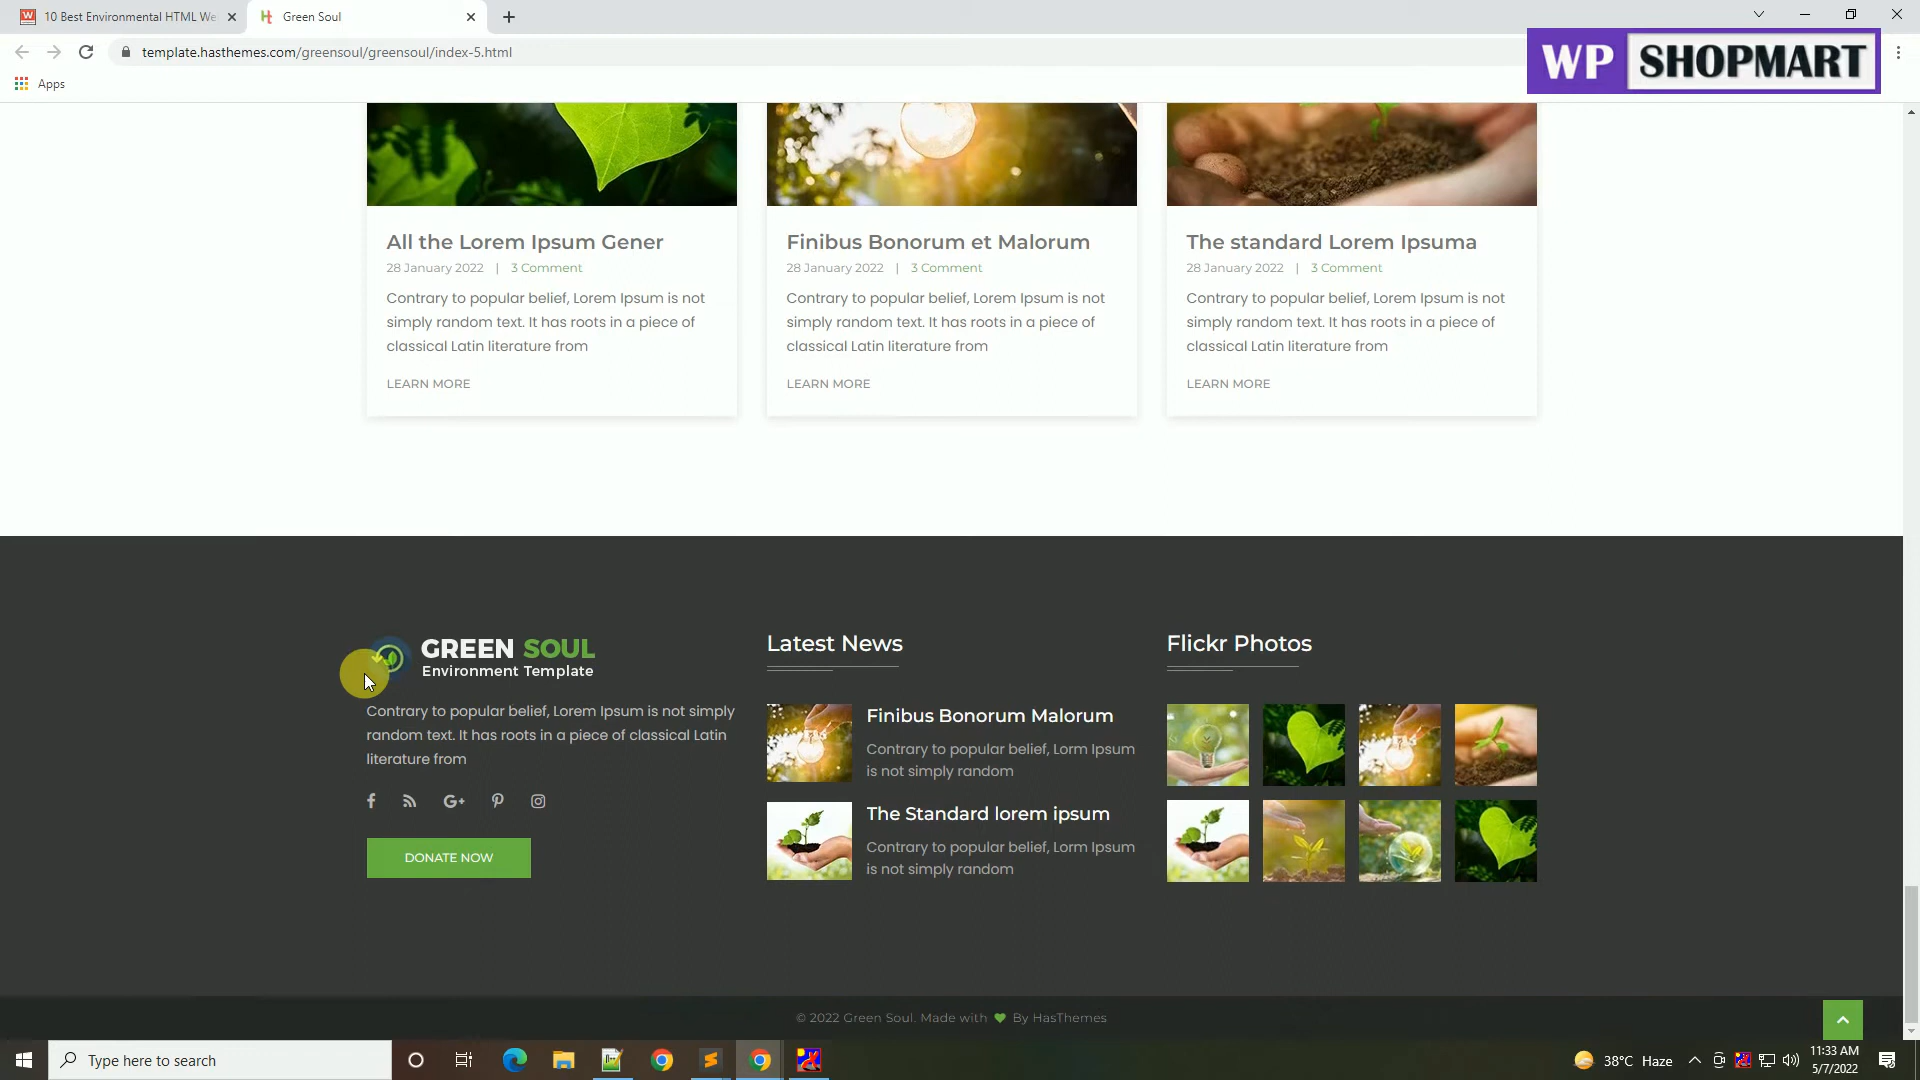 10 Best Environmental HTML We
Green Soul
template.hasthemes.com/greensoul/greensoul/index-5.html
WP SHOPMART
Apps
All the Lorem Ipsum Gener
28 January 2022 | 3 Comment
Contrary to popular belief, Lorem Ipsum is not
simply random text. It has roots in a piece of
classical Latin literature from
LEARN MORE
Finibus Bonorum et Malorum
28 January 2022 | 3 Comment
Contrary to popular belief, Lorem Ipsum is not
simply random text. It has roots in a piece of
classical Latin literature from
LEARN MORE
The standard Lorem Ipsuma
28 January 2022 | 3 Comment
Contrary to popular belief, Lorem Ipsum is not
simply random text. It has roots in a piece of
classical Latin literature from
LEARN MORE
GREEN SOUL
Environment Template
Contrary to popular belief, Lorem Ipsum is not simply
random text. It has roots in a piece of classical Latin
literature from
DONATE NOW
Latest News
Finibus Bonorum Malorum
Contrary to popular belief, Lorm Ipsum
is not simply random
The Standard lorem ipsum
Contrary to popular belief, Lorm Ipsum
is not simply random
Flickr Photos
© 2022 Green Soul. Made with ♥ By HasThemes
Type here to search
38°C Haze
11:33 AM
5/7/2022